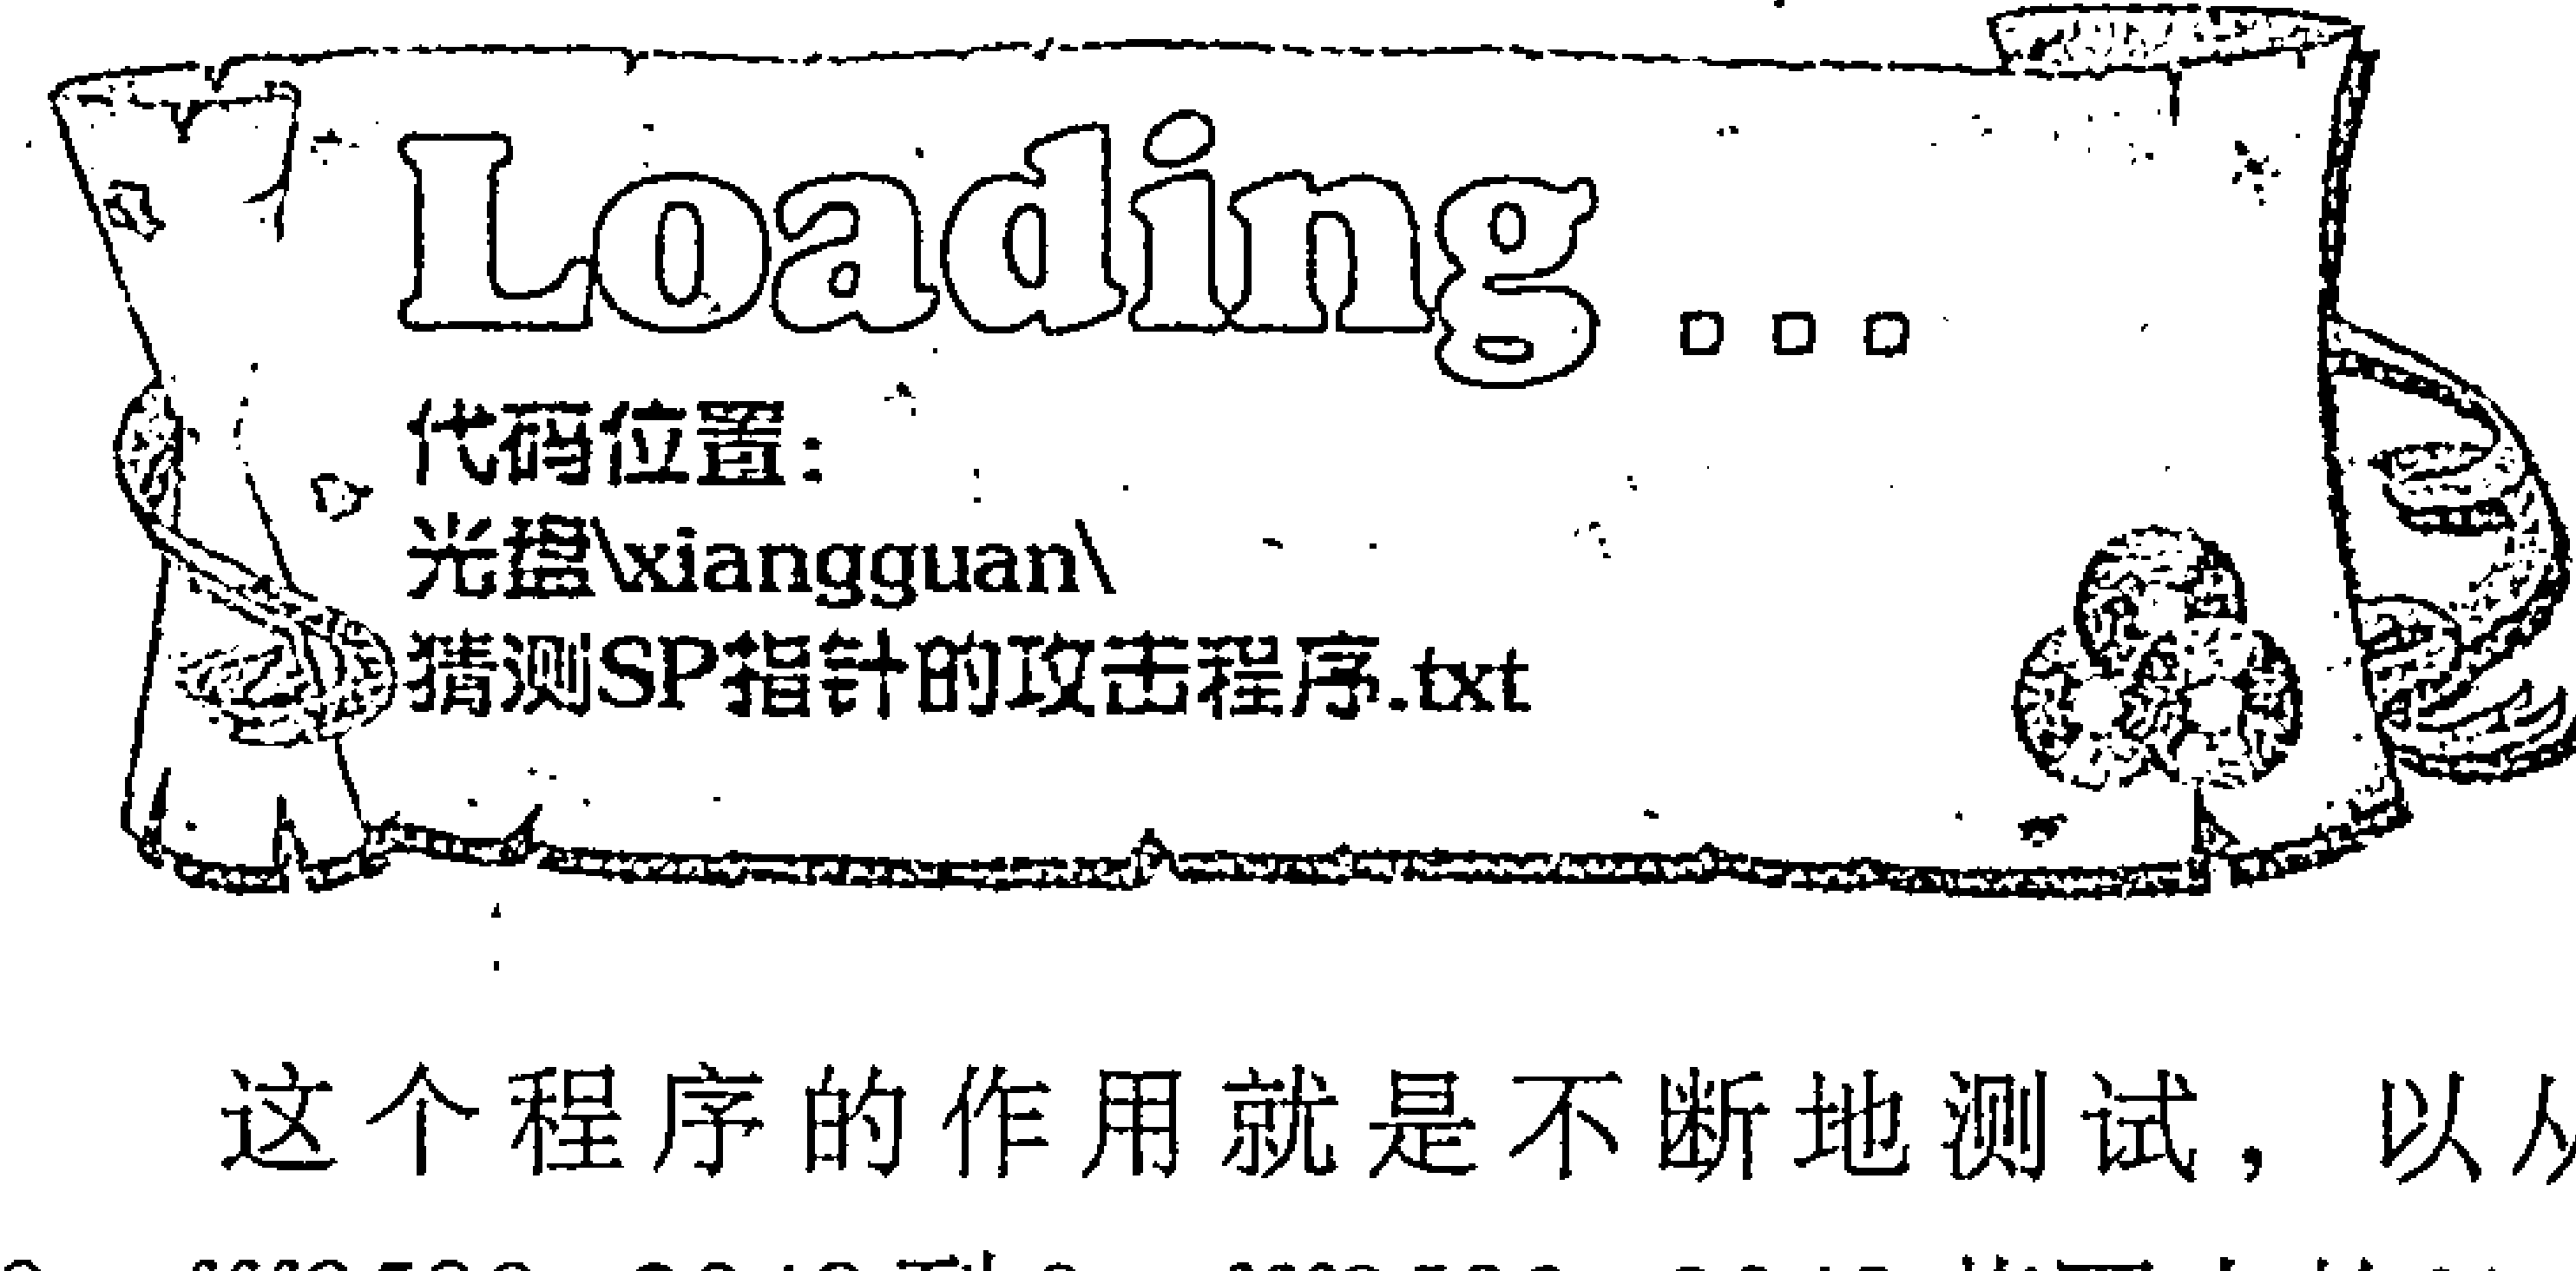 Loading...
代码位置：
光盘\xiangguan\
猜测SP指针的攻击程序.txt
这个程序的作用就是不断地测试，以从